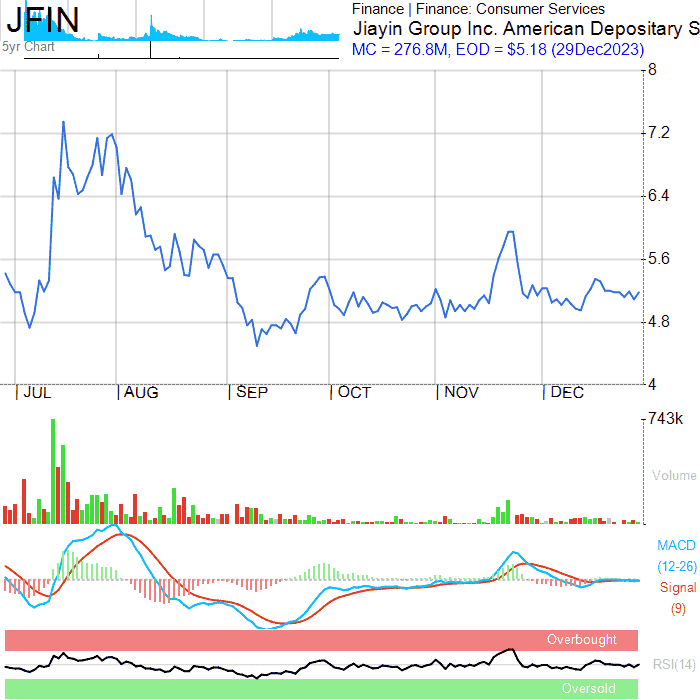 JFIN
5yr Chart
Finance | Finance: Consumer Services
Jiayin Group Inc. American Depositary S
MC = 276.8M, EOD = $5.18 (29Dec2023)
8
7.2
6.4
5.6
4.8
4
JUL AUG SEP OCT NOV DEC
743k
Volume
MACD
(12-26)
Signal
(9)
Overbought
RSI(14)
Oversold